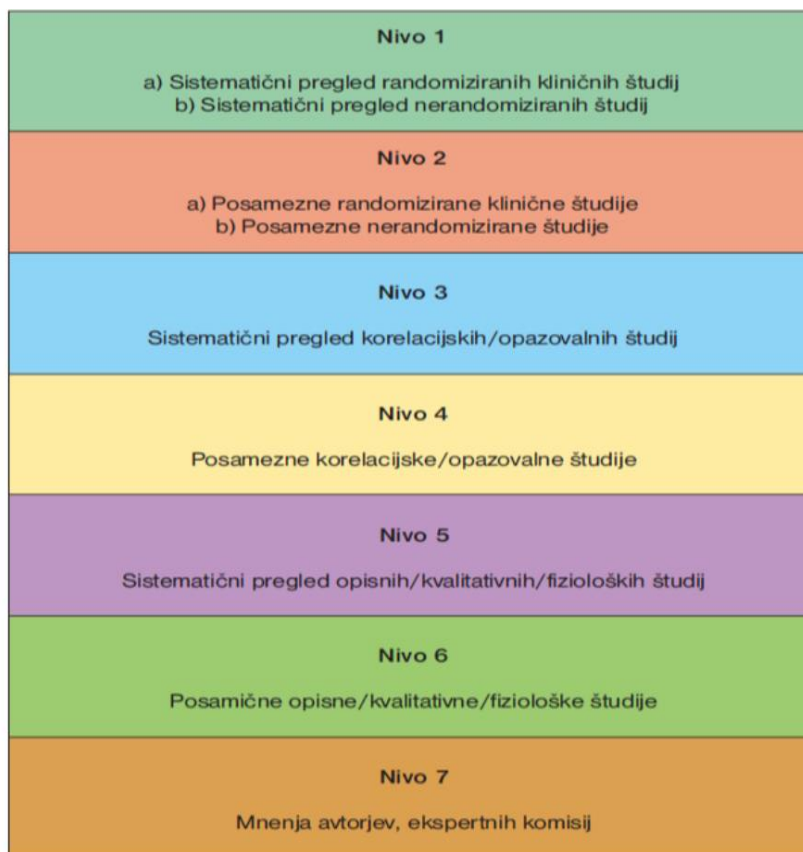 Nivo 1
a) Sistematični pregled randomiziranih kliničnih študij
b) Sistematični pregled nerandomiziranih študij
Nivo 2
a) Posamezne randomizirane klinične študije
b) Posamezne nerandomizirane študije
Nivo 3
Sistematični pregled korelacijskih/opazovalnih študij
Nivo 4
Posamezne korelacijske/opazovalne študije
Nivo 5
Sistematični pregled opisnih/kvalitativnih/fizioloških študij
Nivo 6
Posamične opisne/kvalitativne/fiziološke študije
Nivo 7
Mnenja avtorjev, ekspertnih komisij